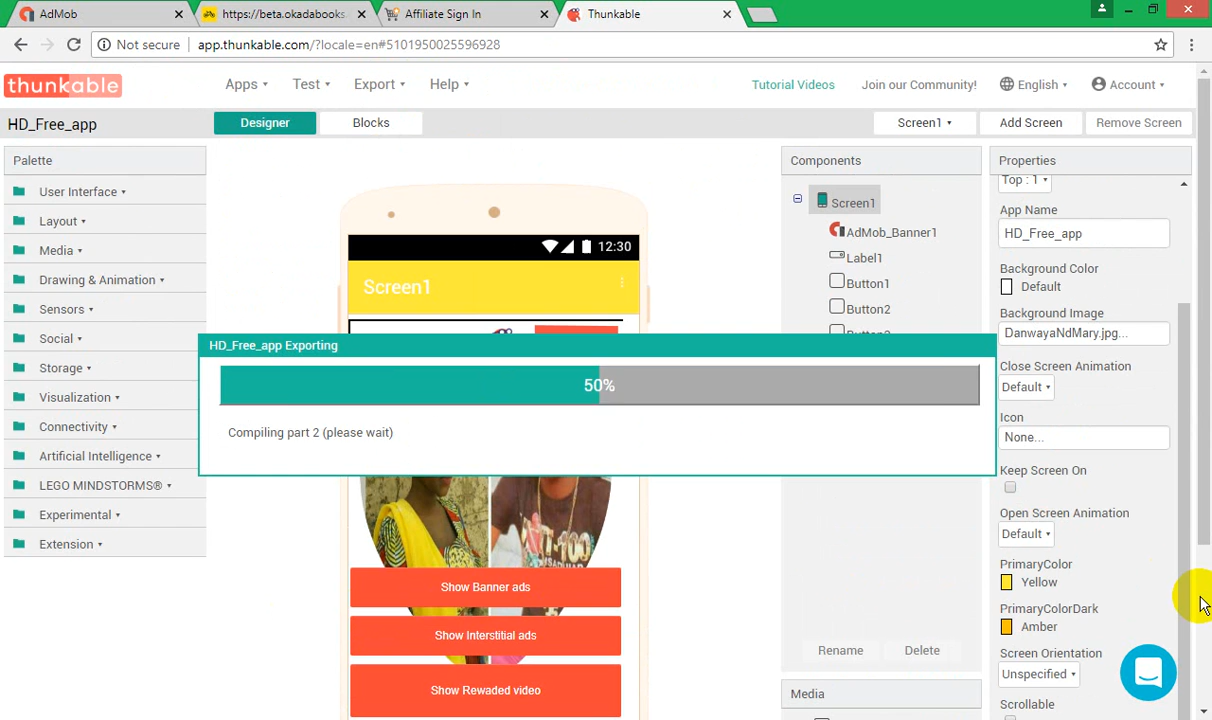 AdMob
https://beta.okadabooks.
Affiliate Sign In
Thunkable
Not secure
app.thunkable.com/?locale=en#5101950025596928
thunkable
Apps
Test
Export
Help
Tutorial Videos
Join our Community!
English
Account
HD_Free_app
Designer
Blocks
Screen1
Add Screen
Remove Screen
Palette
User Interface
Layout
Media
Drawing & Animation
Sensors
Social
Storage
Visualization
Connectivity
Artificial Intelligence
LEGO MINDSTORMS®
Experimental
Extension
12:30
Screen1
HD_Free_app Exporting
50%
Compiling part 2 (please wait)
Show Banner ads
Show Interstitial ads
Show Rewaded video
Components
Screen1
AdMob_Banner1
Label1
Button1
Button2
Rename
Delete
Media
Properties
Top : 1
App Name
HD_Free_app
Background Color
Default
Background Image
DanwayaNdMary.jpg...
Close Screen Animation
Default
Icon
None...
Keep Screen On
Open Screen Animation
Default
PrimaryColor
Yellow
PrimaryColorDark
Amber
Screen Orientation
Unspecified
Scrollable